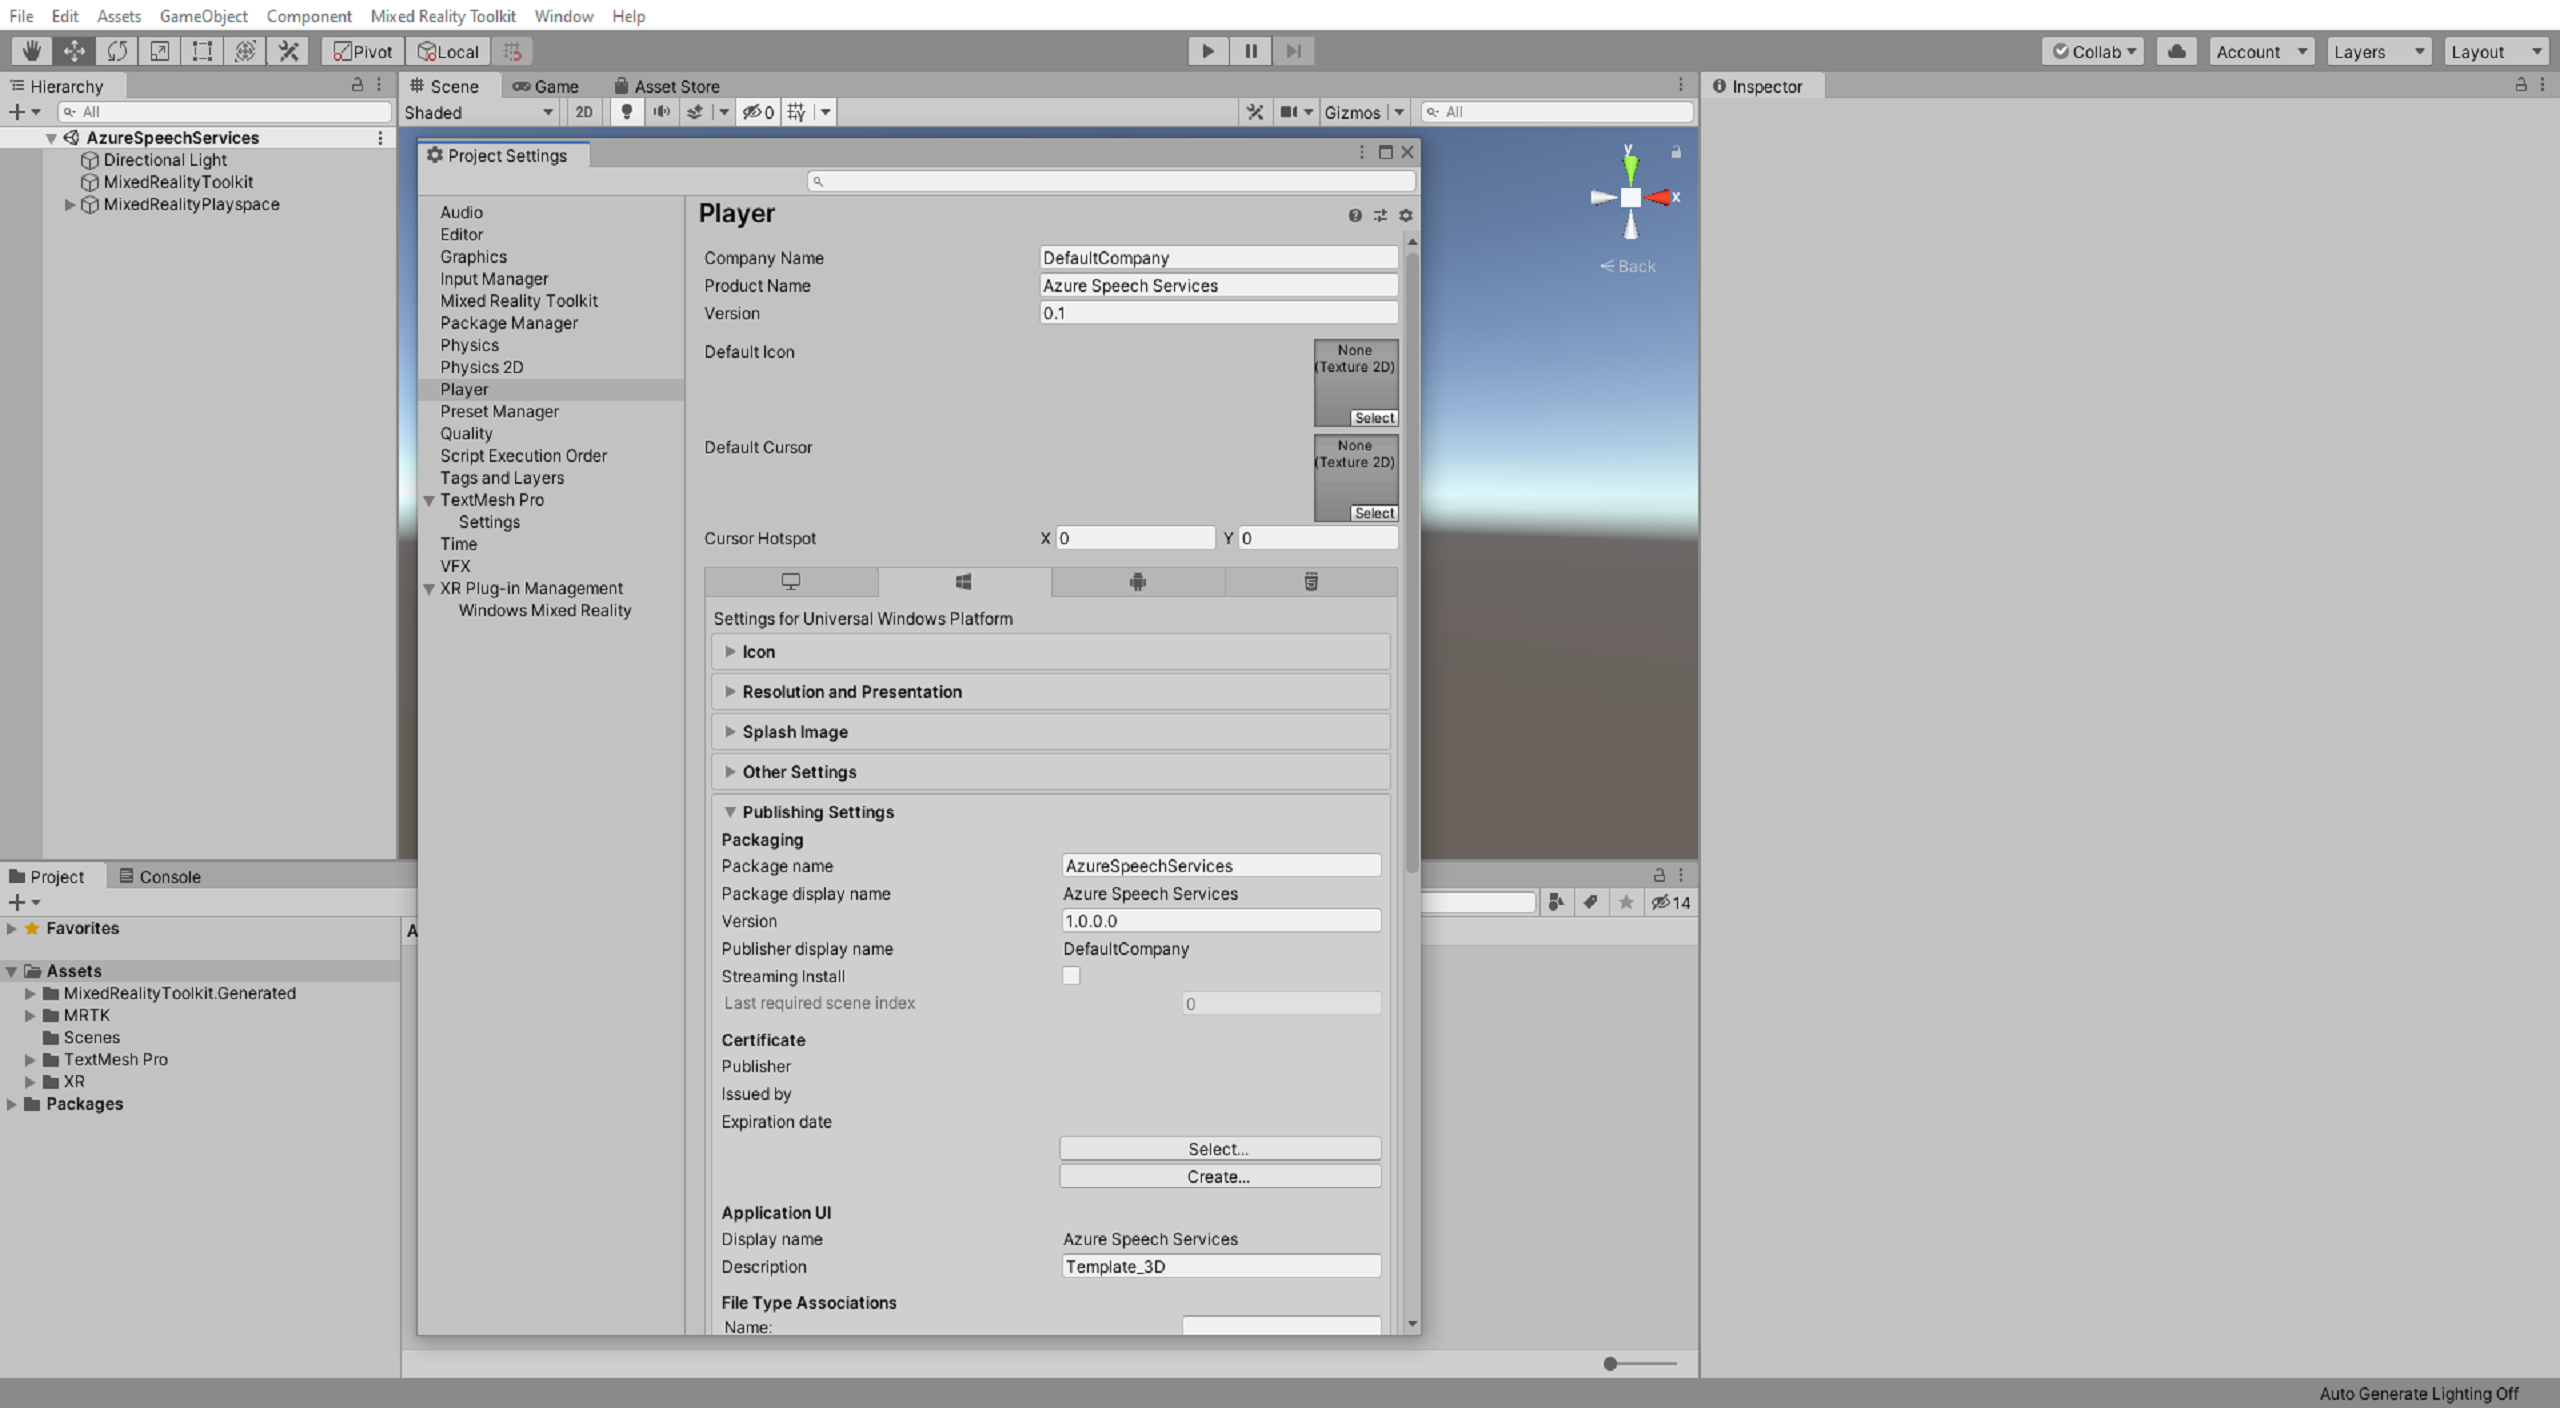 File Edit Assets GameObject Component Mixed Reality Toolkit Window Help
Pivot Local Collab Account Layers Layout
Hierarchy
All
AzureSpeechServices
Directional Light
MixedRealityToolkit
MixedRealityPlayspace
Scene Game Asset Store
Shaded 2D 0 Gizmos All
y
x
Back
Inspector
Project Settings
Audio
Editor
Graphics
Input Manager
Mixed Reality Toolkit
Package Manager
Physics
Physics 2D
Player
Preset Manager
Quality
Script Execution Order
Tags and Layers
TextMesh Pro
Settings
Time
VFX
XR Plug-in Management
Windows Mixed Reality
Player
Company Name DefaultCompany
Product Name Azure Speech Services
Version 0.1
Default Icon None
(Texture 2D)
Select
Default Cursor None
(Texture 2D)
Select
Cursor Hotspot X 0 Y 0
Settings for Universal Windows Platform
Icon
Resolution and Presentation
Splash Image
Other Settings
Publishing Settings
Packaging
Package name AzureSpeechServices
Package display name Azure Speech Services
Version 1.0.0.0
Publisher display name DefaultCompany
Streaming Install
Last required scene index 0
Certificate
Publisher
Issued by
Expiration date
Select...
Create...
Application UI
Display name Azure Speech Services
Description Template_3D
File Type Associations
Name:
Project Console
14
Favorites
A
Assets
MixedRealityToolkit.Generated
MRTK
Scenes
TextMesh Pro
XR
Packages
Auto Generate Lighting Off